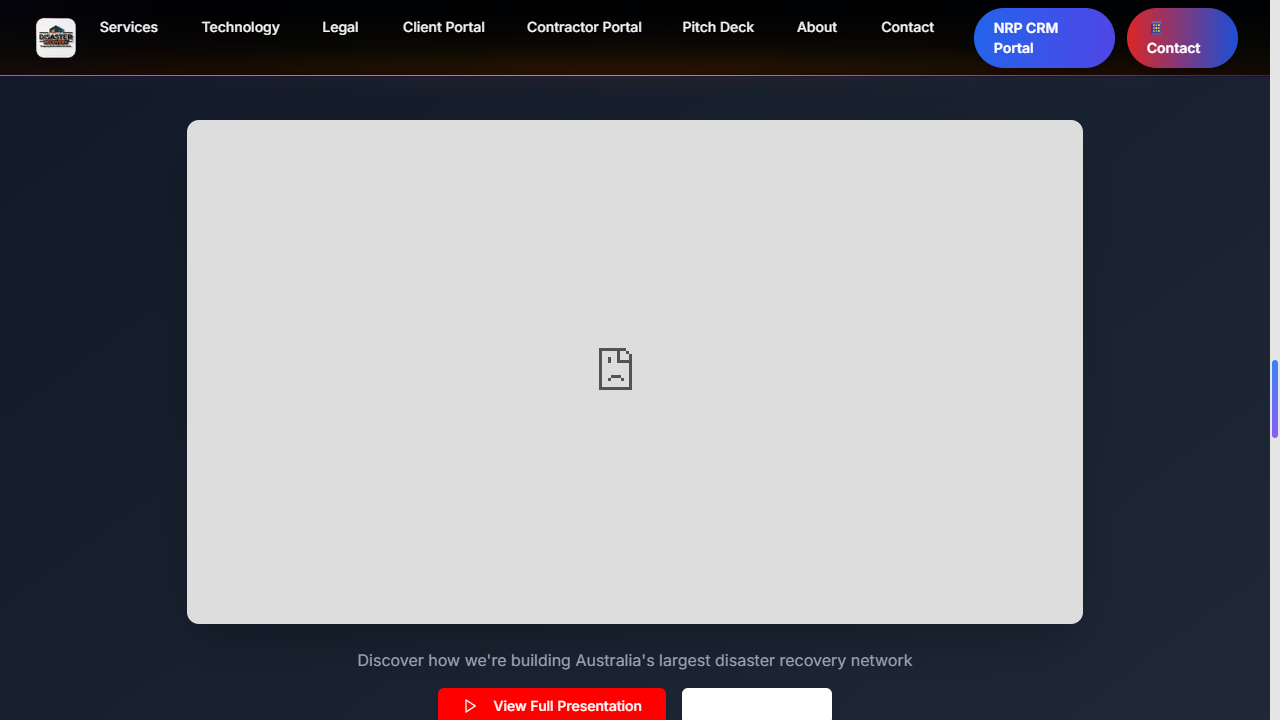 DISASTER
RECOVERY
Services
Technology
Legal
Client Portal
Contractor Portal
Pitch Deck
About
Contact
NRP CRM
Portal
Contact
Discover how we're building Australia's largest disaster recovery network
View Full Presentation